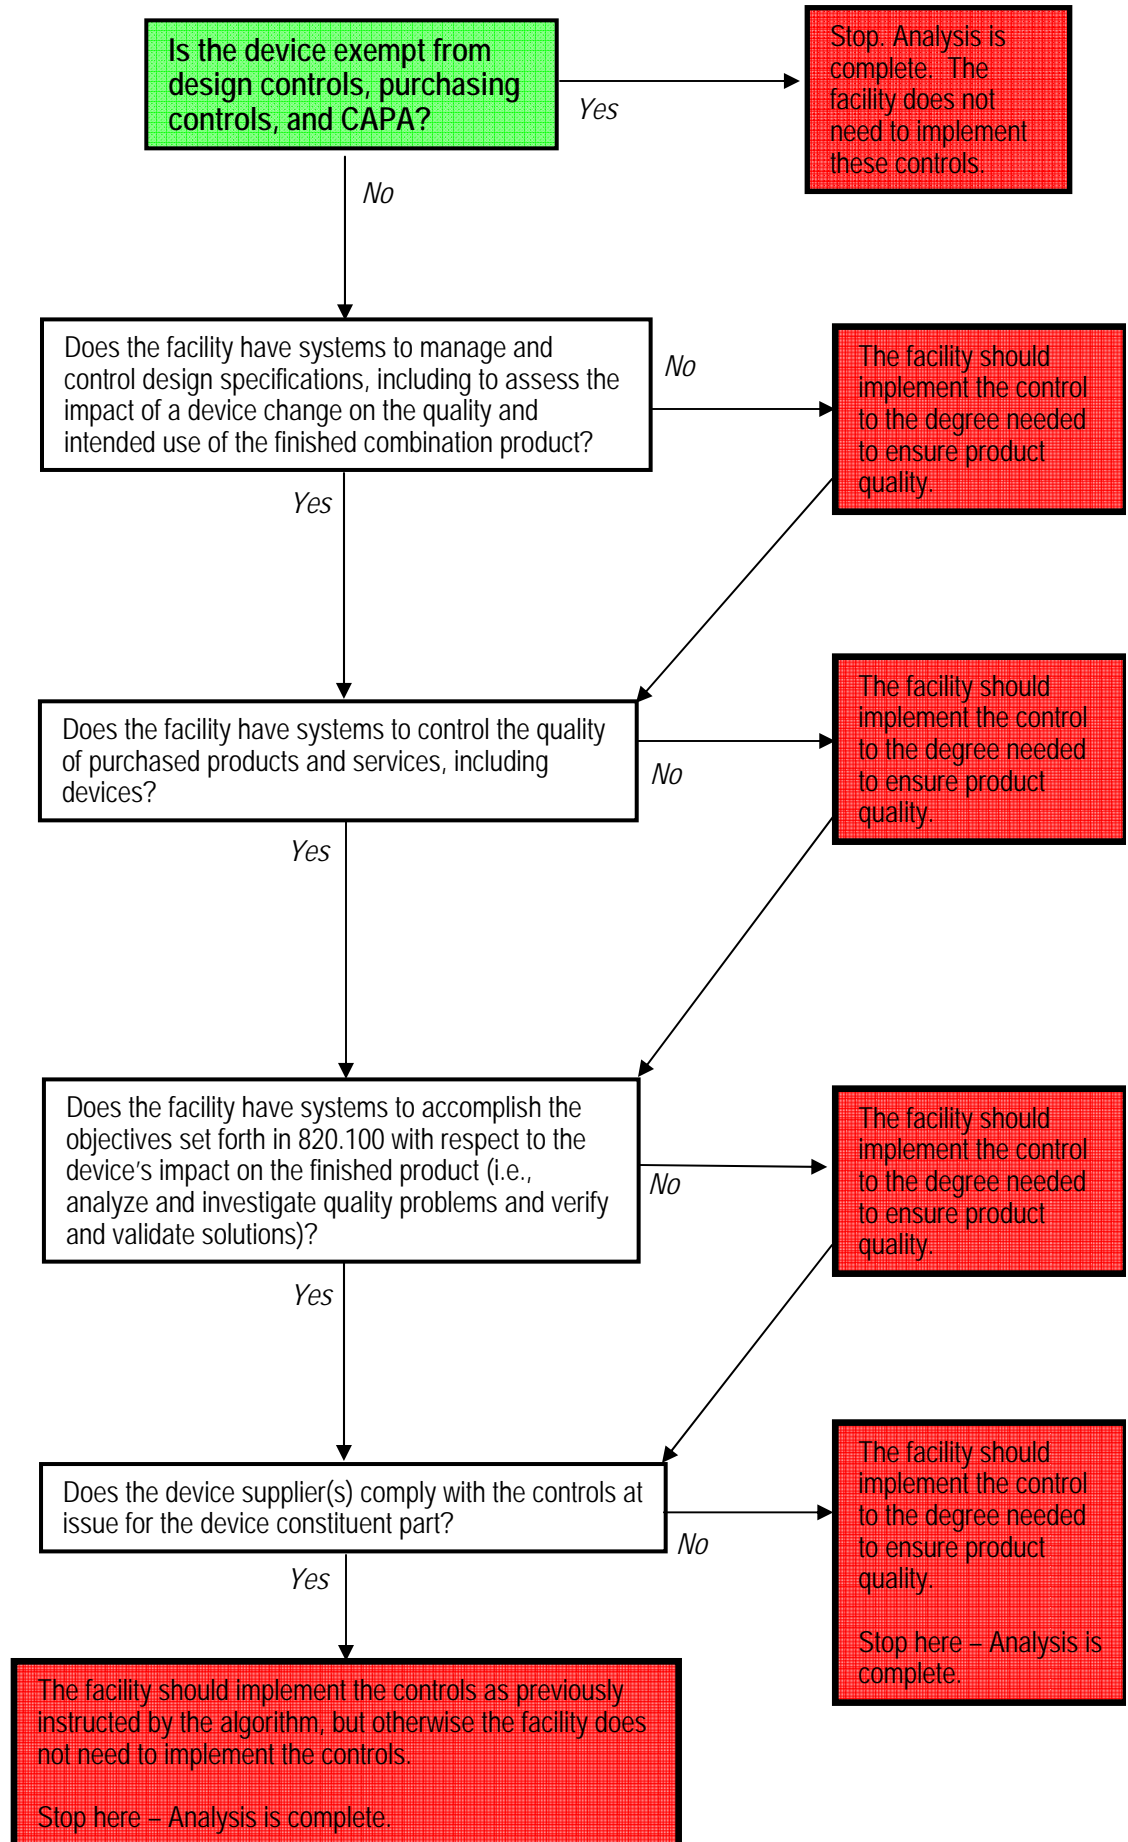 Is the device exempt from
design controls, purchasing
controls, and CAPA?
Yes
Stop. Analysis is
complete.  The
facility does not
need to implement
these controls.
No
Does the facility have systems to manage and
control design specifications, including to assess the
impact of a device change on the quality and
intended use of the finished combination product?
No
The facility should
implement the control
to the degree needed
to ensure product
quality.
Yes
Does the facility have systems to control the quality
of purchased products and services, including
devices?
No
The facility should
implement the control
to the degree needed
to ensure product
quality.
Yes
Does the facility have systems to accomplish the
objectives set forth in 820.100 with respect to the
device’s impact on the finished product (i.e.,
analyze and investigate quality problems and verify
and validate solutions)?
No
The facility should
implement the control
to the degree needed
to ensure product
quality.
Yes
Does the device supplier(s) comply with the controls at
issue for the device constituent part?
No
The facility should
implement the control
to the degree needed
to ensure product
quality.
Stop here – Analysis is
complete.
Yes
The facility should implement the controls as previously
instructed by the algorithm, but otherwise the facility does
not need to implement the controls.
Stop here – Analysis is complete.